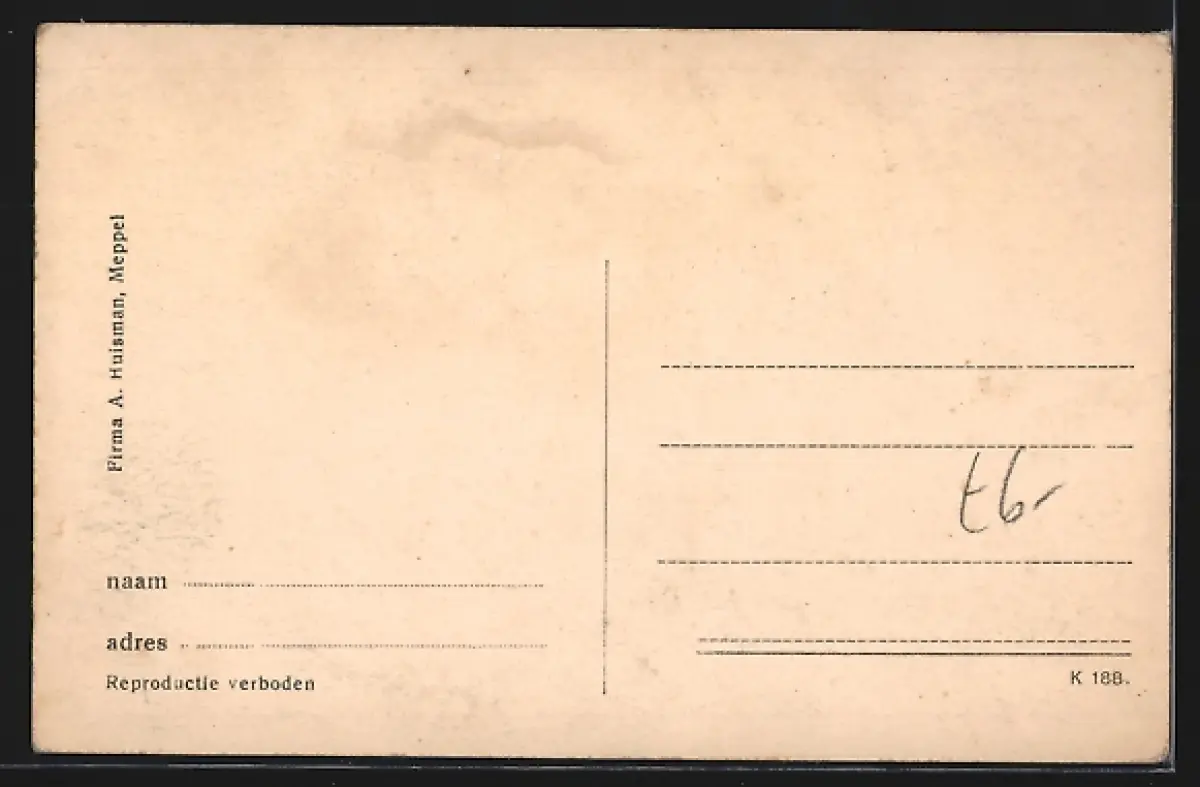 Firma A. Huisman, Meppel
naam
adres
Reproductie verboden
t6-
K 188.